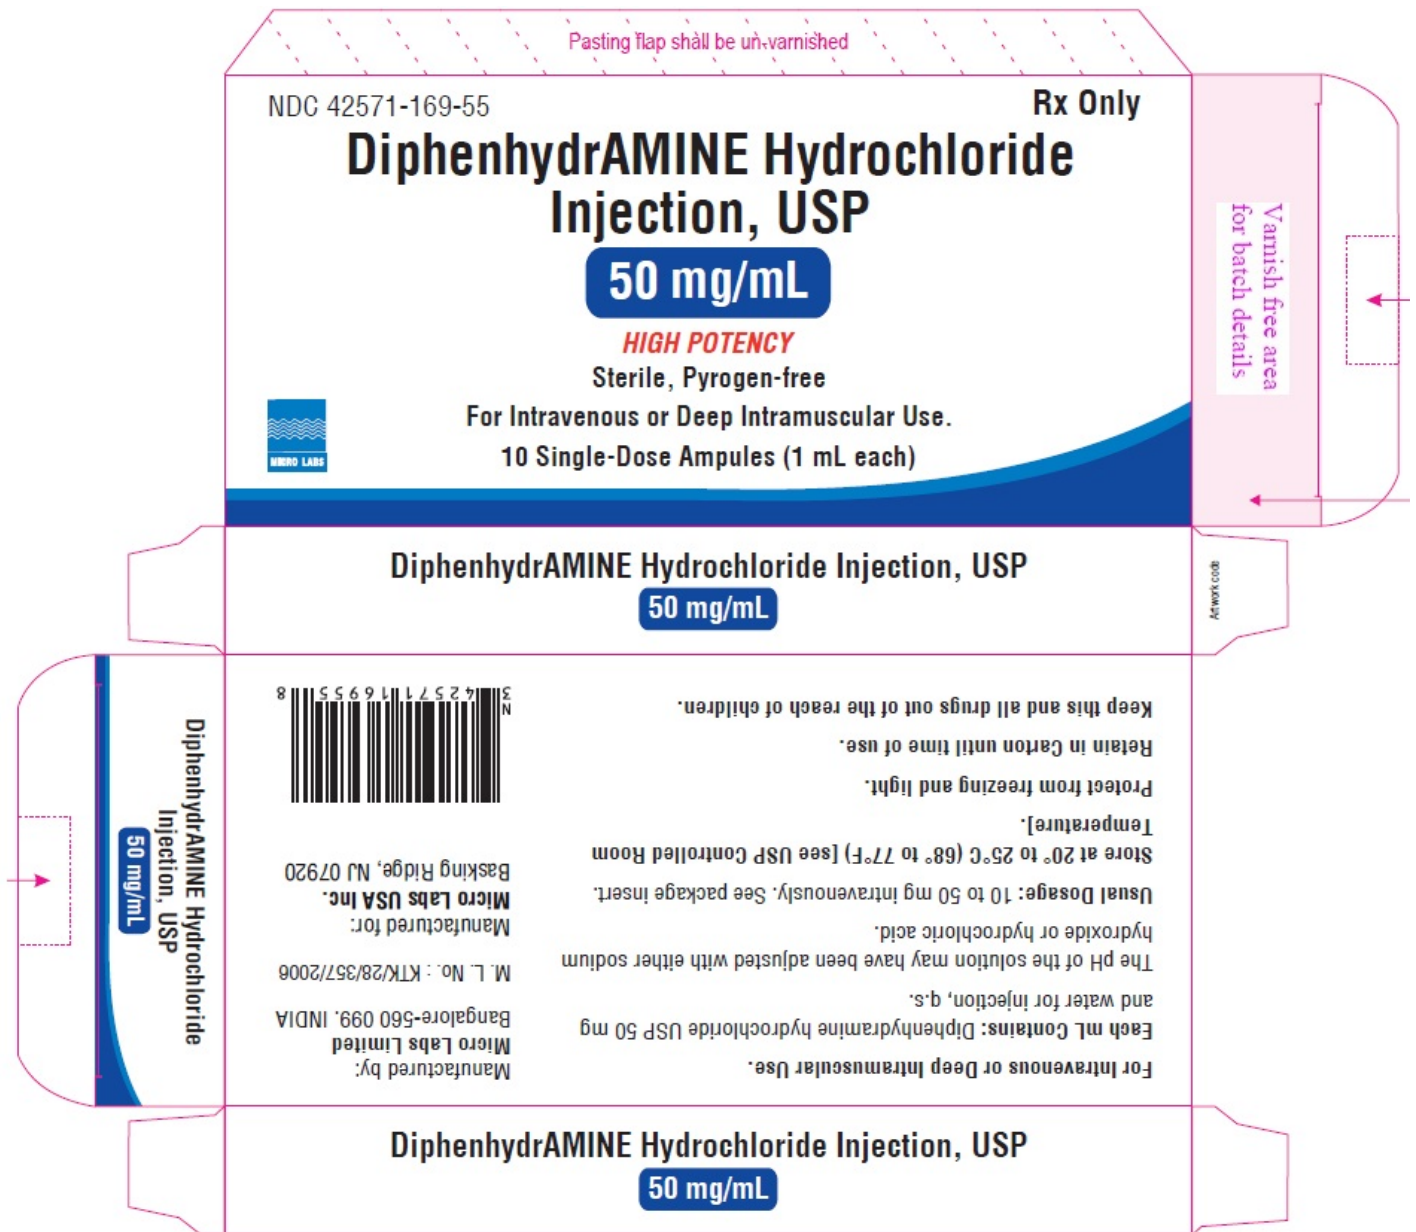 Pasting flap shall be un-varnished
NDC 42571-169-55
Rx Only
DiphenhydrAMINE Hydrochloride
Injection, USP
50 mg/mL
HIGH POTENCY
Sterile, Pyrogen-free
For Intravenous or Deep Intramuscular Use.
10 Single-Dose Ampules (1 mL each)
MICRO LABS
Varnish free area
for batch details
DiphenhydrAMINE Hydrochloride Injection, USP
50 mg/mL
Artwork code
DiphenhydrAMINE Hydrochloride
Injection, USP
50 mg/mL
For Intravenous or Deep Intramuscular Use.
Each mL Contains: Diphenhydramine hydrochloride USP 50 mg
and water for injection, q.s.
The pH of the solution may have been adjusted with either sodium
hydroxide or hydrochloric acid.
Usual Dosage: 10 to 50 mg intravenously. See package insert.
Store at 20° to 25°C (68° to 77°F) [see USP Controlled Room
Temperature].
Protect from freezing and light.
Retain in Carton until time of use.
Keep this and all drugs out of the reach of children.
Manufactured by:
Micro Labs Limited
Bangalore-560 099. INDIA
M. L. No. : KTK/28/357/2006
Manufactured for:
Micro Labs USA Inc.
Basking Ridge, NJ 07920
N
3 42571 16955 8
DiphenhydrAMINE Hydrochloride Injection, USP
50 mg/mL